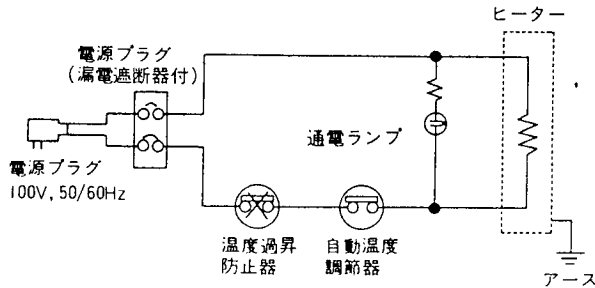 ヒーター
電源プラグ
(漏電遮断器付)
通電ランプ
電源プラグ
100V, 50/60Hz
温度過昇
防止器
自動温度
調節器
アース